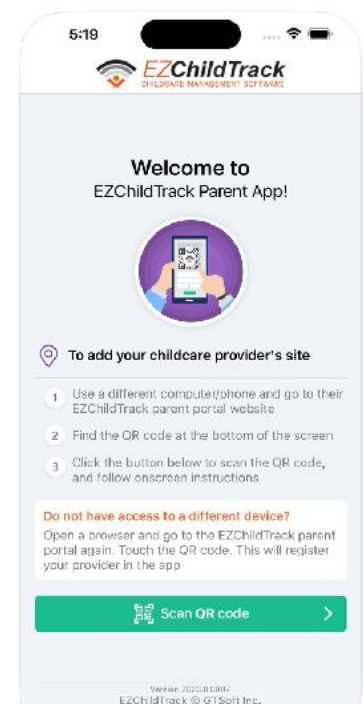 5:19
EZChildTrack
CHILDCARE MANAGEMENT SOFTWARE
Welcome to
EZChildTrack Parent App!
To add your childcare provider's site
1 Use a different computer/phone and go to their
EZChildTrack parent portal website
2 Find the QR code at the bottom of the screen
3 Click the button below to scan the QR code,
and follow onscreen instructions
Do not have access to a different device?
Open a browser and go to the EZChildTrack parent
portal again. Touch the QR code. This will register
your provider in the app
Scan QR code
Version
EZChildTrack © GTSoft Inc.